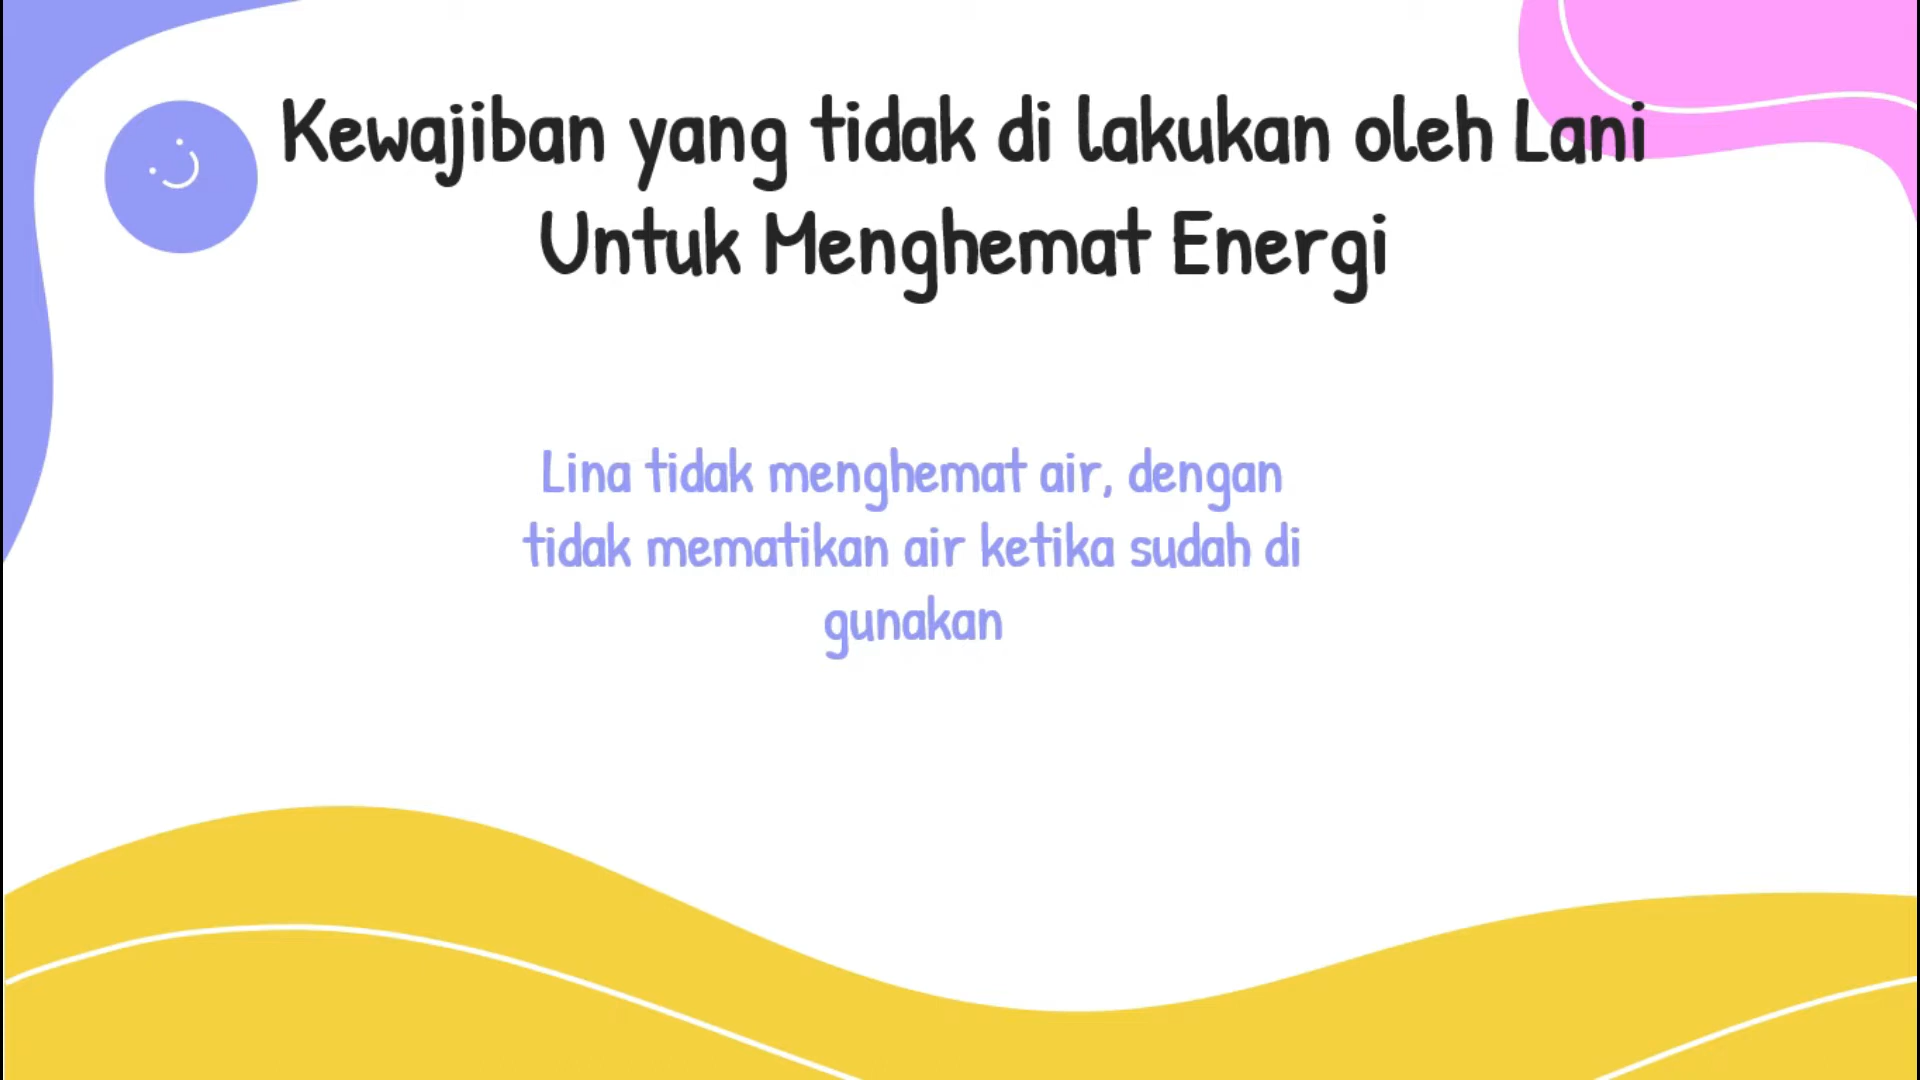 Kewajiban yang tidak di lakukan oleh Lani
Untuk Menghemat Energi
Lina tidak menghemat air, dengan
tidak mematikan air ketika sudah di
gunakan